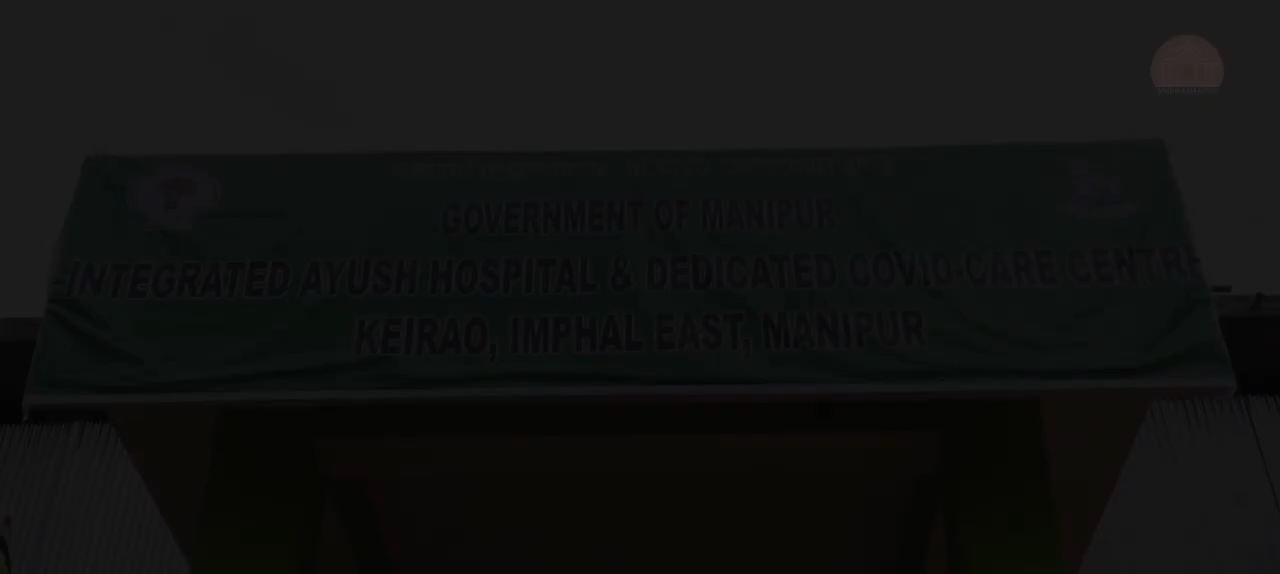 GOVERNMENT OF MANIPUR
INTEGRATED AYUSH HOSPITAL & DEDICATED COVID-CARE CENTRE
KEIRAO, IMPHAL EAST, MANIPUR